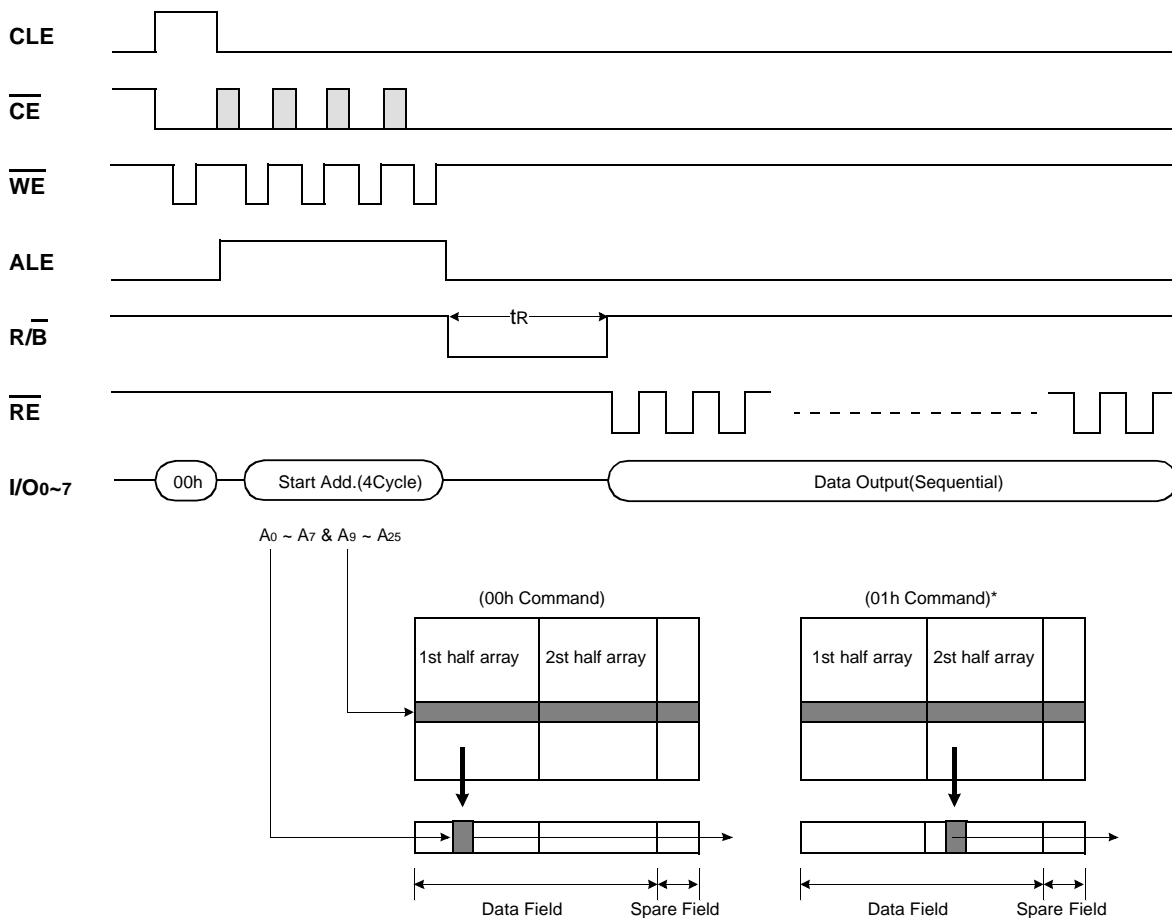 CLE
CE
WE
ALE
R/B
tR
RE
I/O0~7
00h
Start Add.(4Cycle)
Data Output(Sequential)
A0 ~ A7 & A9 ~ A25
(00h Command)
(01h Command)*
1st half array
2st half array
1st half array
2st half array
Data Field
Spare Field
Data Field
Spare Field